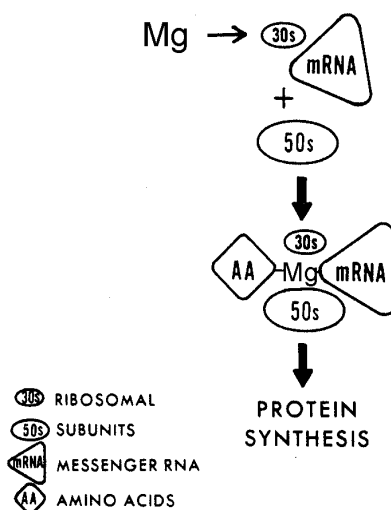 Mg → 30s mRNA
+
50s
30s
AA Mg mRNA
50s
PROTEIN
SYNTHESIS
30s RIBOSOMAL
50s SUBUNITS
mRNA MESSENGER RNA
AA AMINO ACIDS